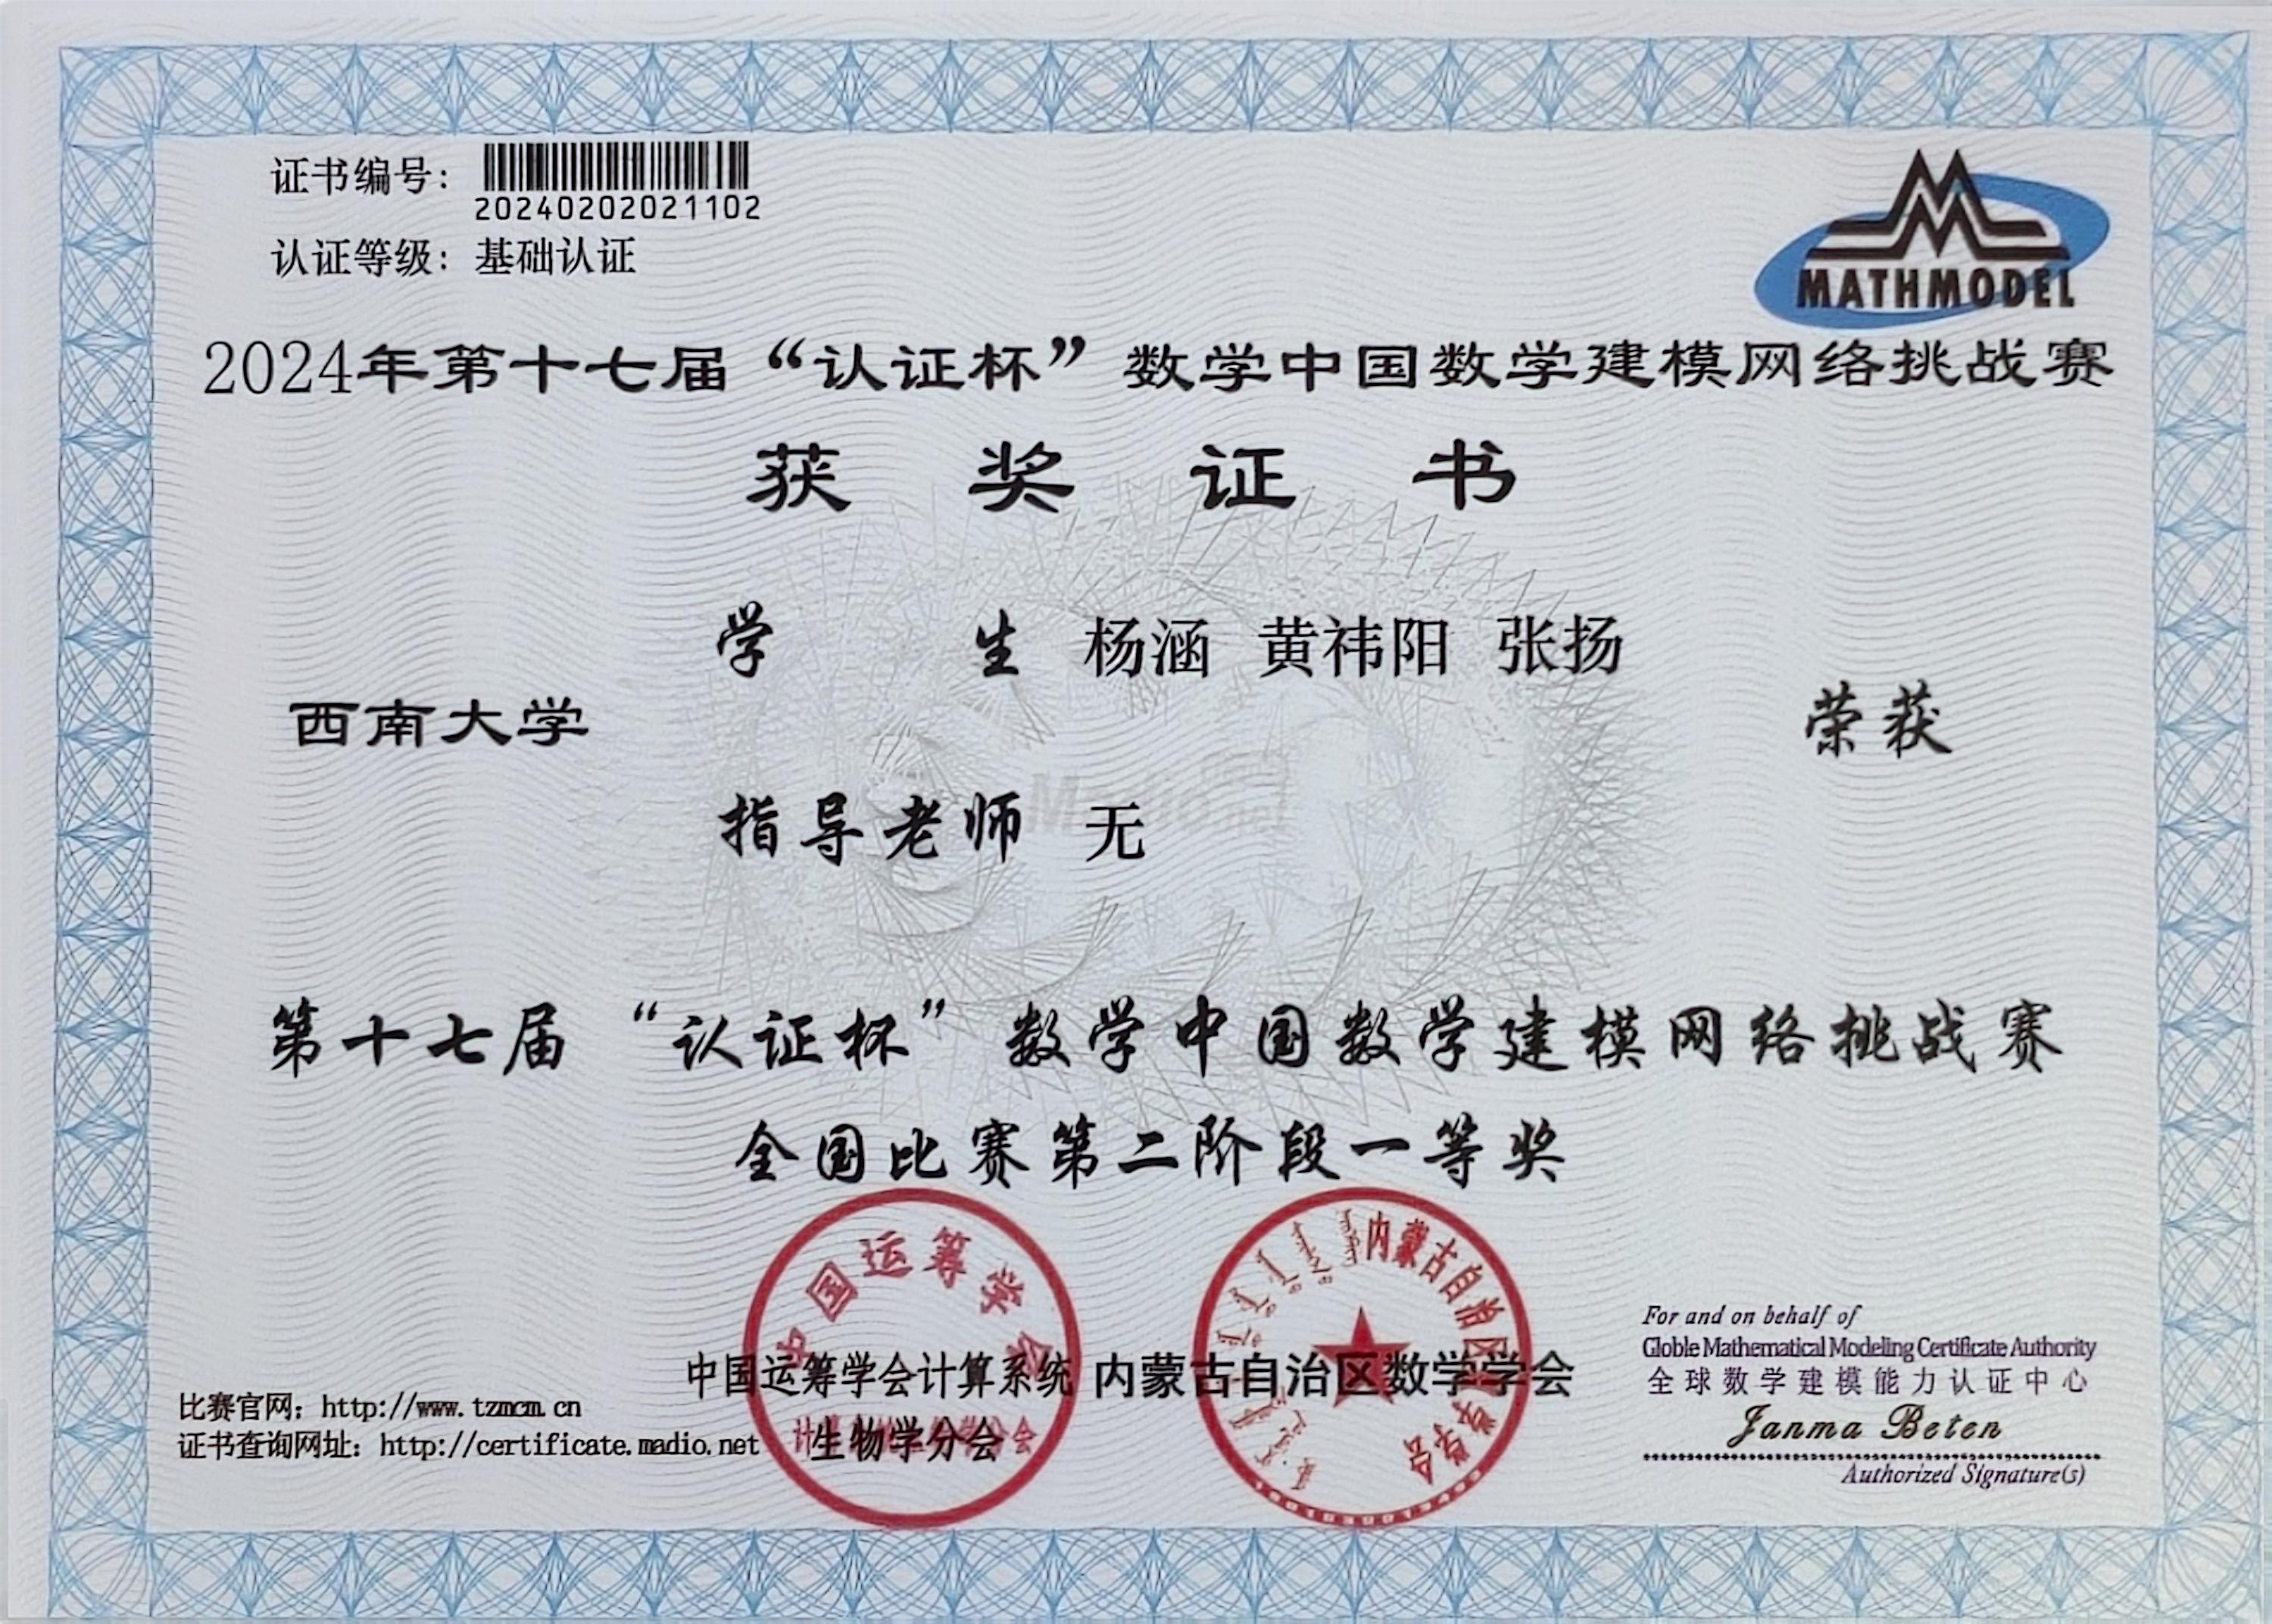 证书编号：
20240202021102
认证等级：基础认证
MATHMODEL
2024年第十七届“认证杯”数学中国数学建模网络挑战赛
获奖证书
学生 杨涵 黄祎阳 张扬
西南大学
荣获
指导老师 无
第十七届“认证杯”数学中国数学建模网络挑战赛
全国比赛第二阶段一等奖
中国运筹学会
中国运筹学会计算系统
生物学分会
内蒙古自治区数学学会
内蒙古自治区数学学会
比赛官网：http://www.tzmcm.cn
证书查询网址：http://certificate.madio.net
For and on behalf of
Globle Mathematical Modeling Certificate Authority
全球数学建模能力认证中心
Janma Beten
Authorized Signature(s)